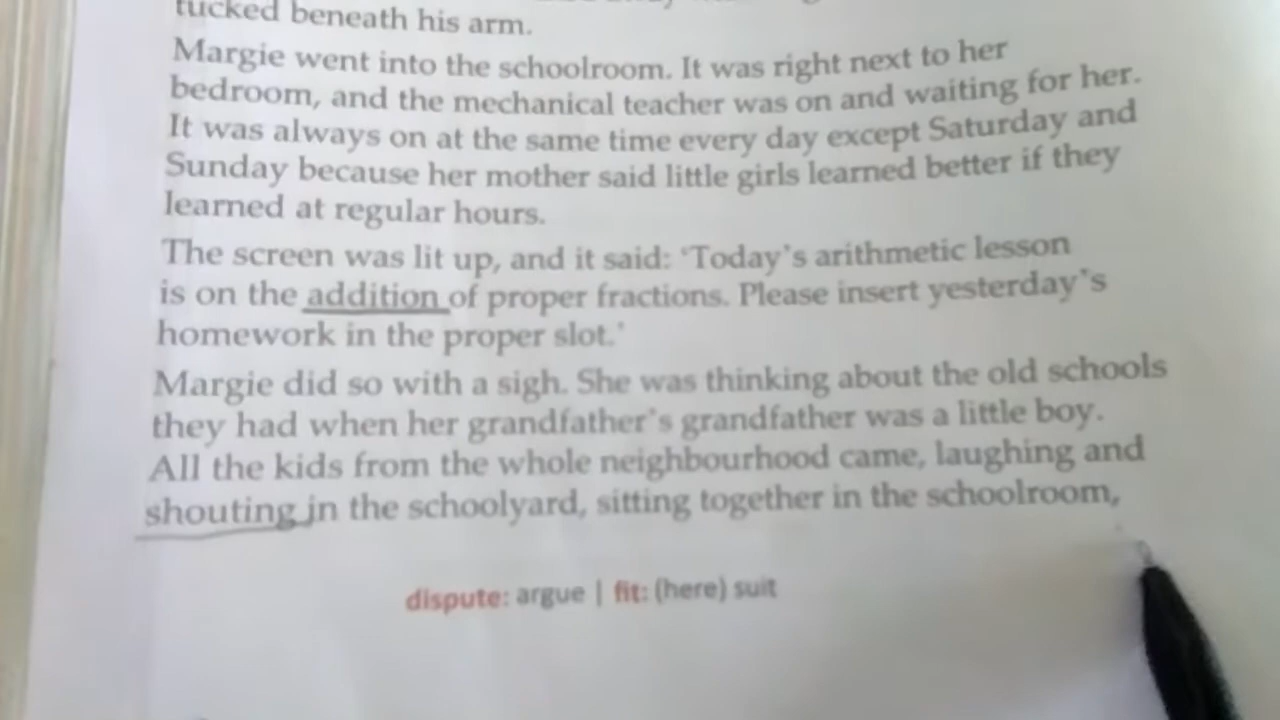 tucked beneath his arm.
Margie went into the schoolroom. It was right next to her
bedroom, and the mechanical teacher was on and waiting for her.
It was always on at the same time every day except Saturday and
Sunday because her mother said little girls learned better if they
learned at regular hours.
The screen was lit up, and it said: 'Today's arithmetic lesson
is on the addition of proper fractions. Please insert yesterday's
homework in the proper slot.'
Margie did so with a sigh. She was thinking about the old schools
they had when her grandfather's grandfather was a little boy.
All the kids from the whole neighbourhood came, laughing and
shouting in the schoolyard, sitting together in the schoolroom,
dispute: argue | fit: (here) suit